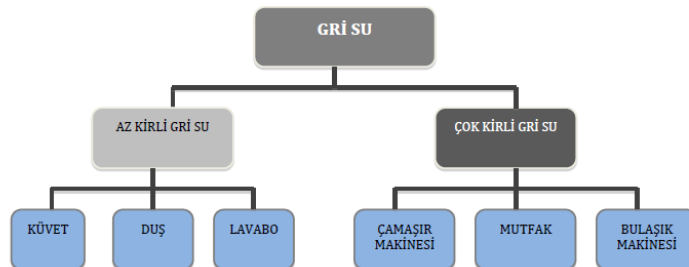 GRİ SU
AZ KİRLİ GRİ SU
ÇOK KİRLİ GRİ SU
KÜVET
DUŞ
LAVABO
ÇAMAŞIR
MAKİNESİ
MUTFAK
BULAŞIK
MAKİNESİ